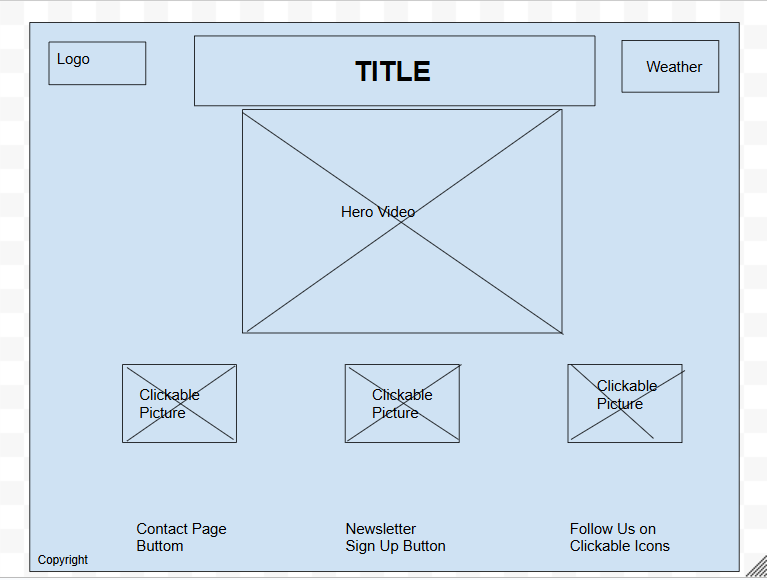 Logo
TITLE
Weather
Hero Video
Clickable
Picture
Clickable
Picture
Clickable
Picture
Contact Page
Buttom
Newsletter
Sign Up Button
Follow Us on
Clickable Icons
Copyright